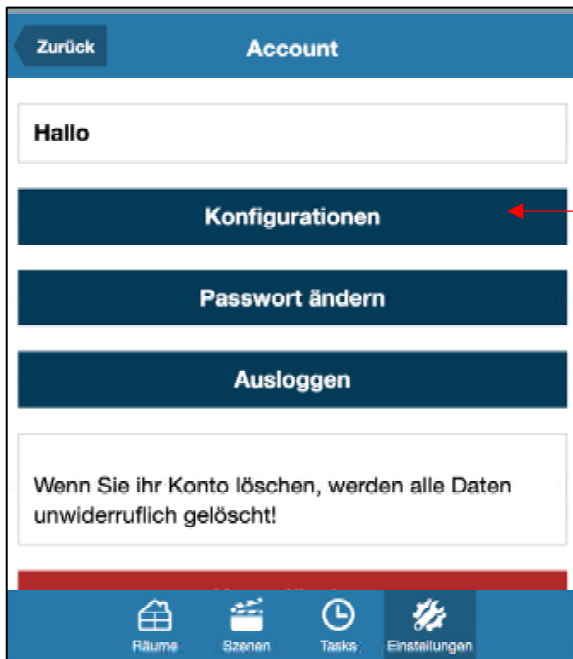 Zurück
Account
Hallo
Konfigurationen
Passwort ändern
Ausloggen
Wenn Sie ihr Konto löschen, werden alle Daten
unwiderruflich gelöscht!
Räume
Szenen
Tasks
Einstellungen